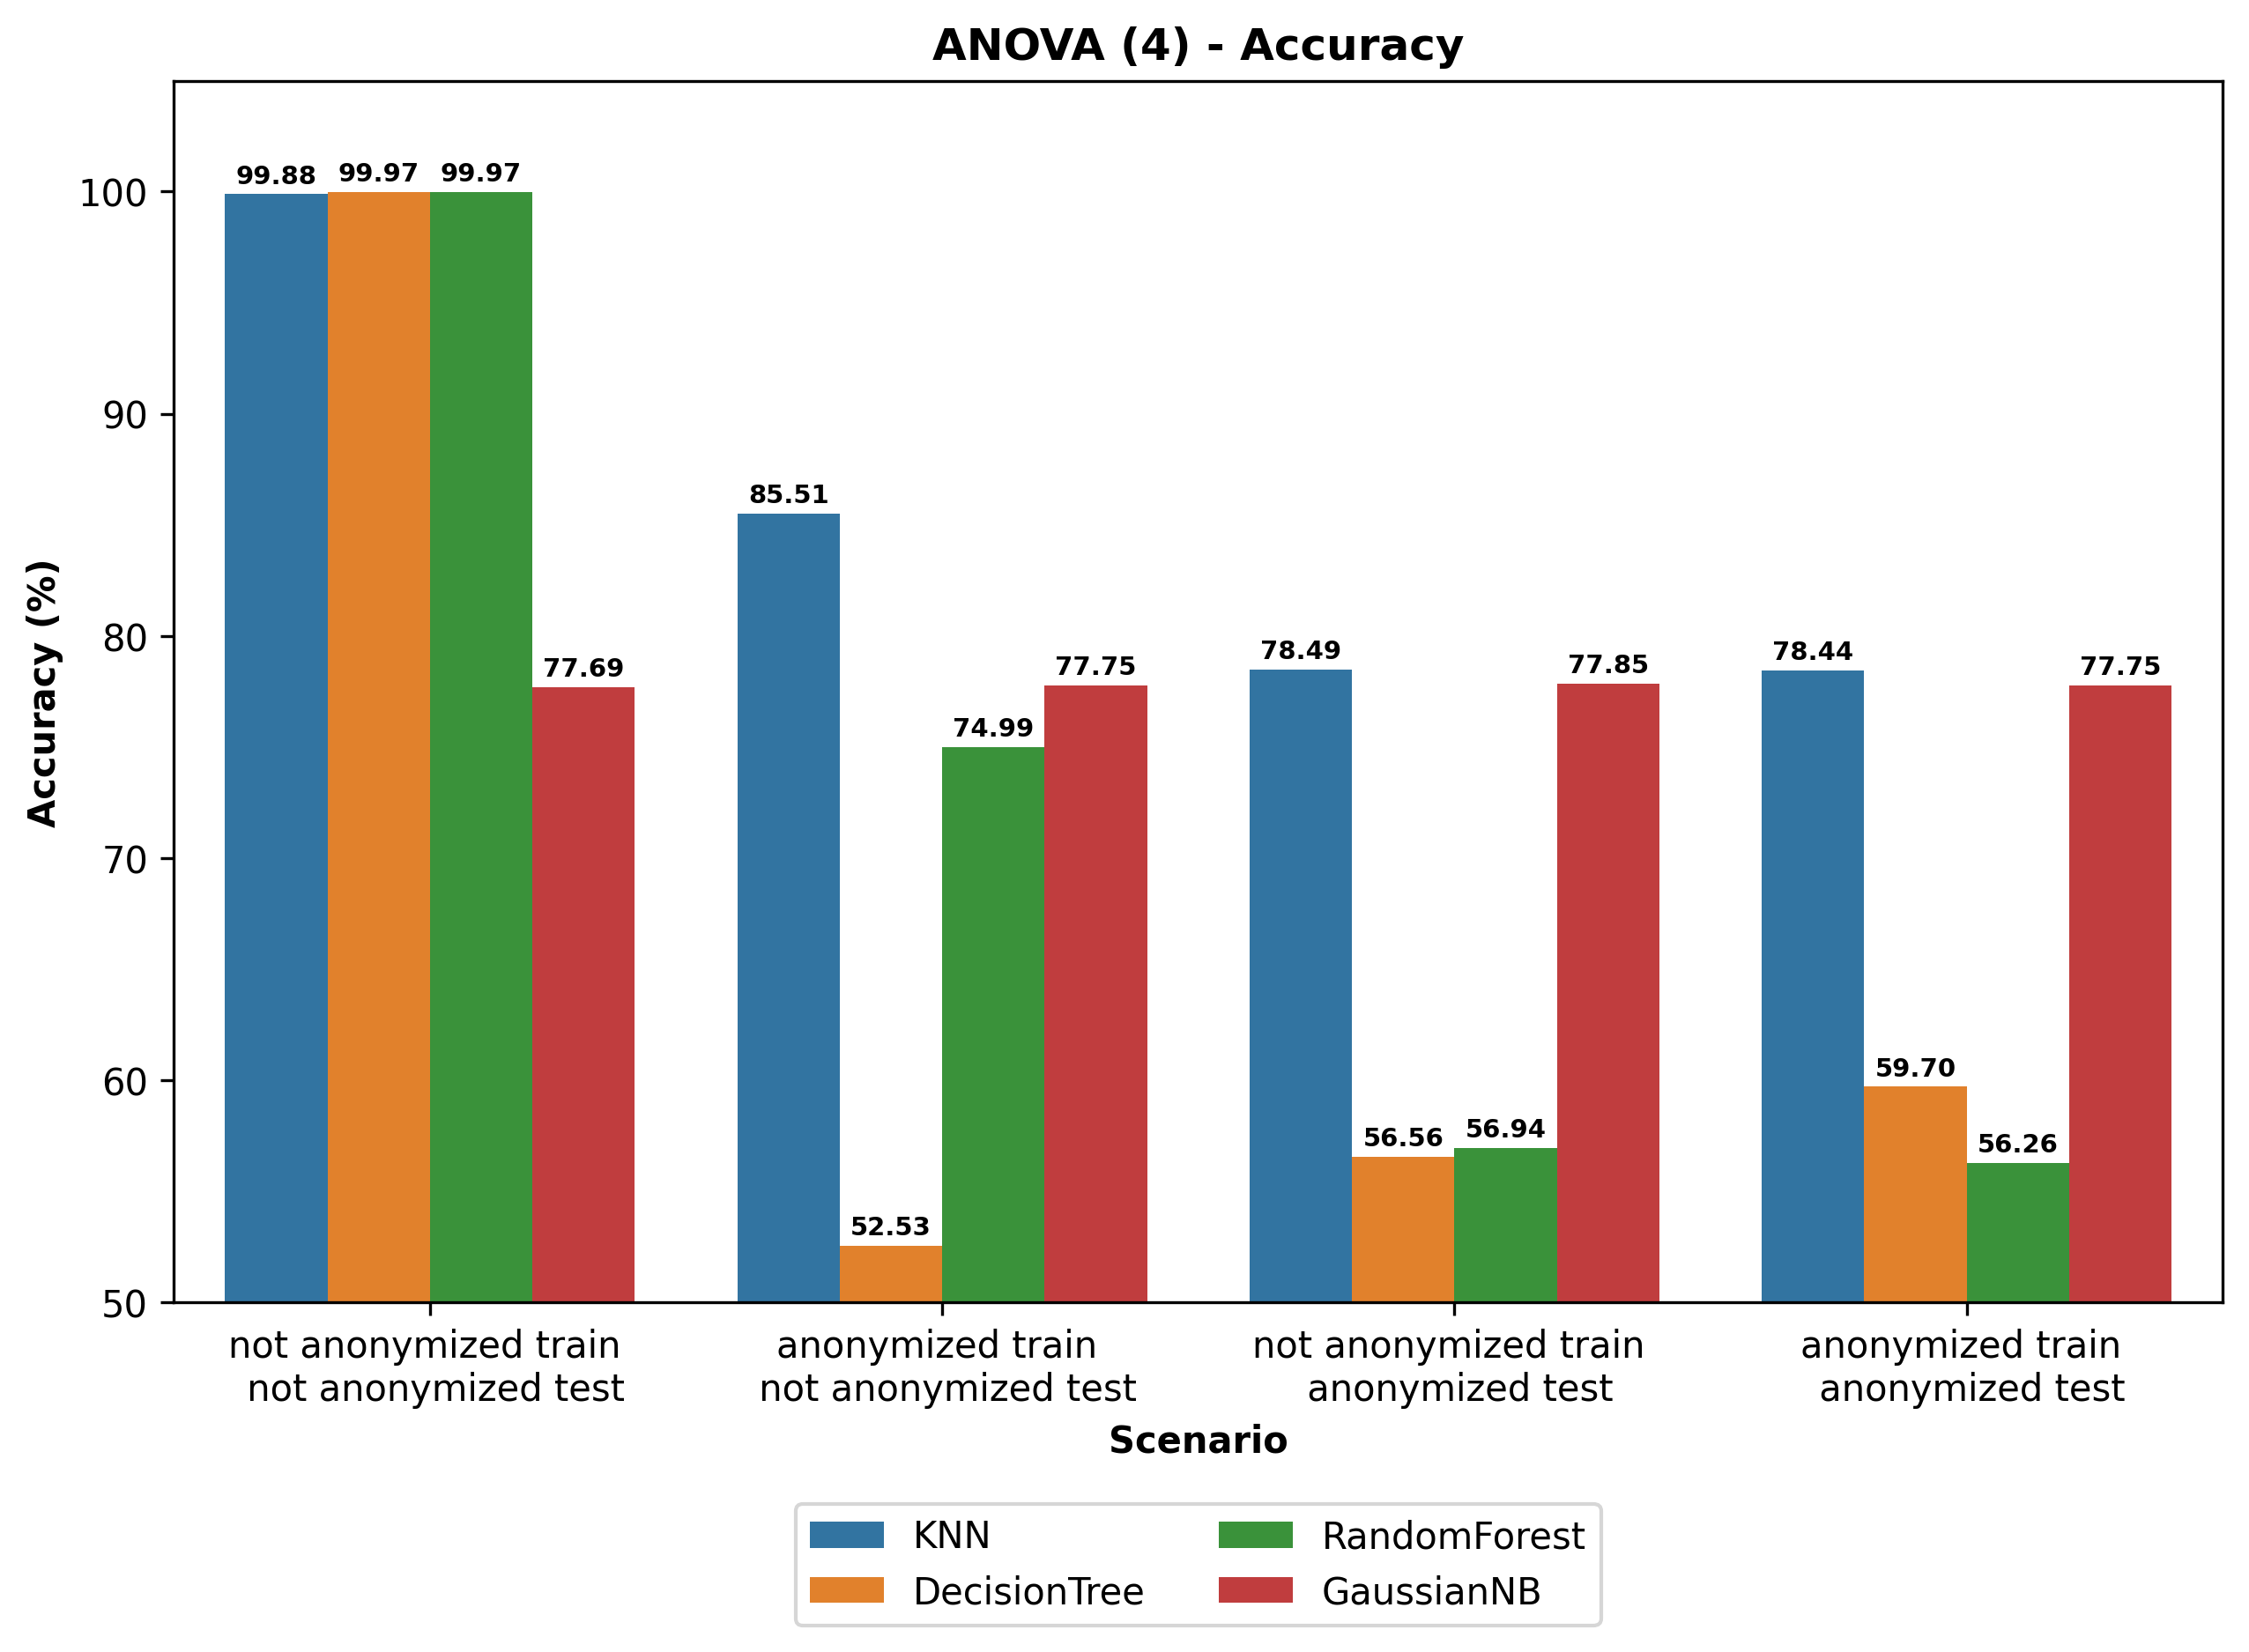 ANOVA (4) - Accuracy
Accuracy (%)
100
90
80
70
60
50
99.88
99.97
99.97
77.69
85.51
52.53
74.99
77.75
78.49
56.56
56.94
77.85
78.44
59.70
56.26
77.75
not anonymized train
not anonymized test
anonymized train
not anonymized test
not anonymized train
anonymized test
anonymized train
anonymized test
Scenario
KNN
DecisionTree
RandomForest
GaussianNB